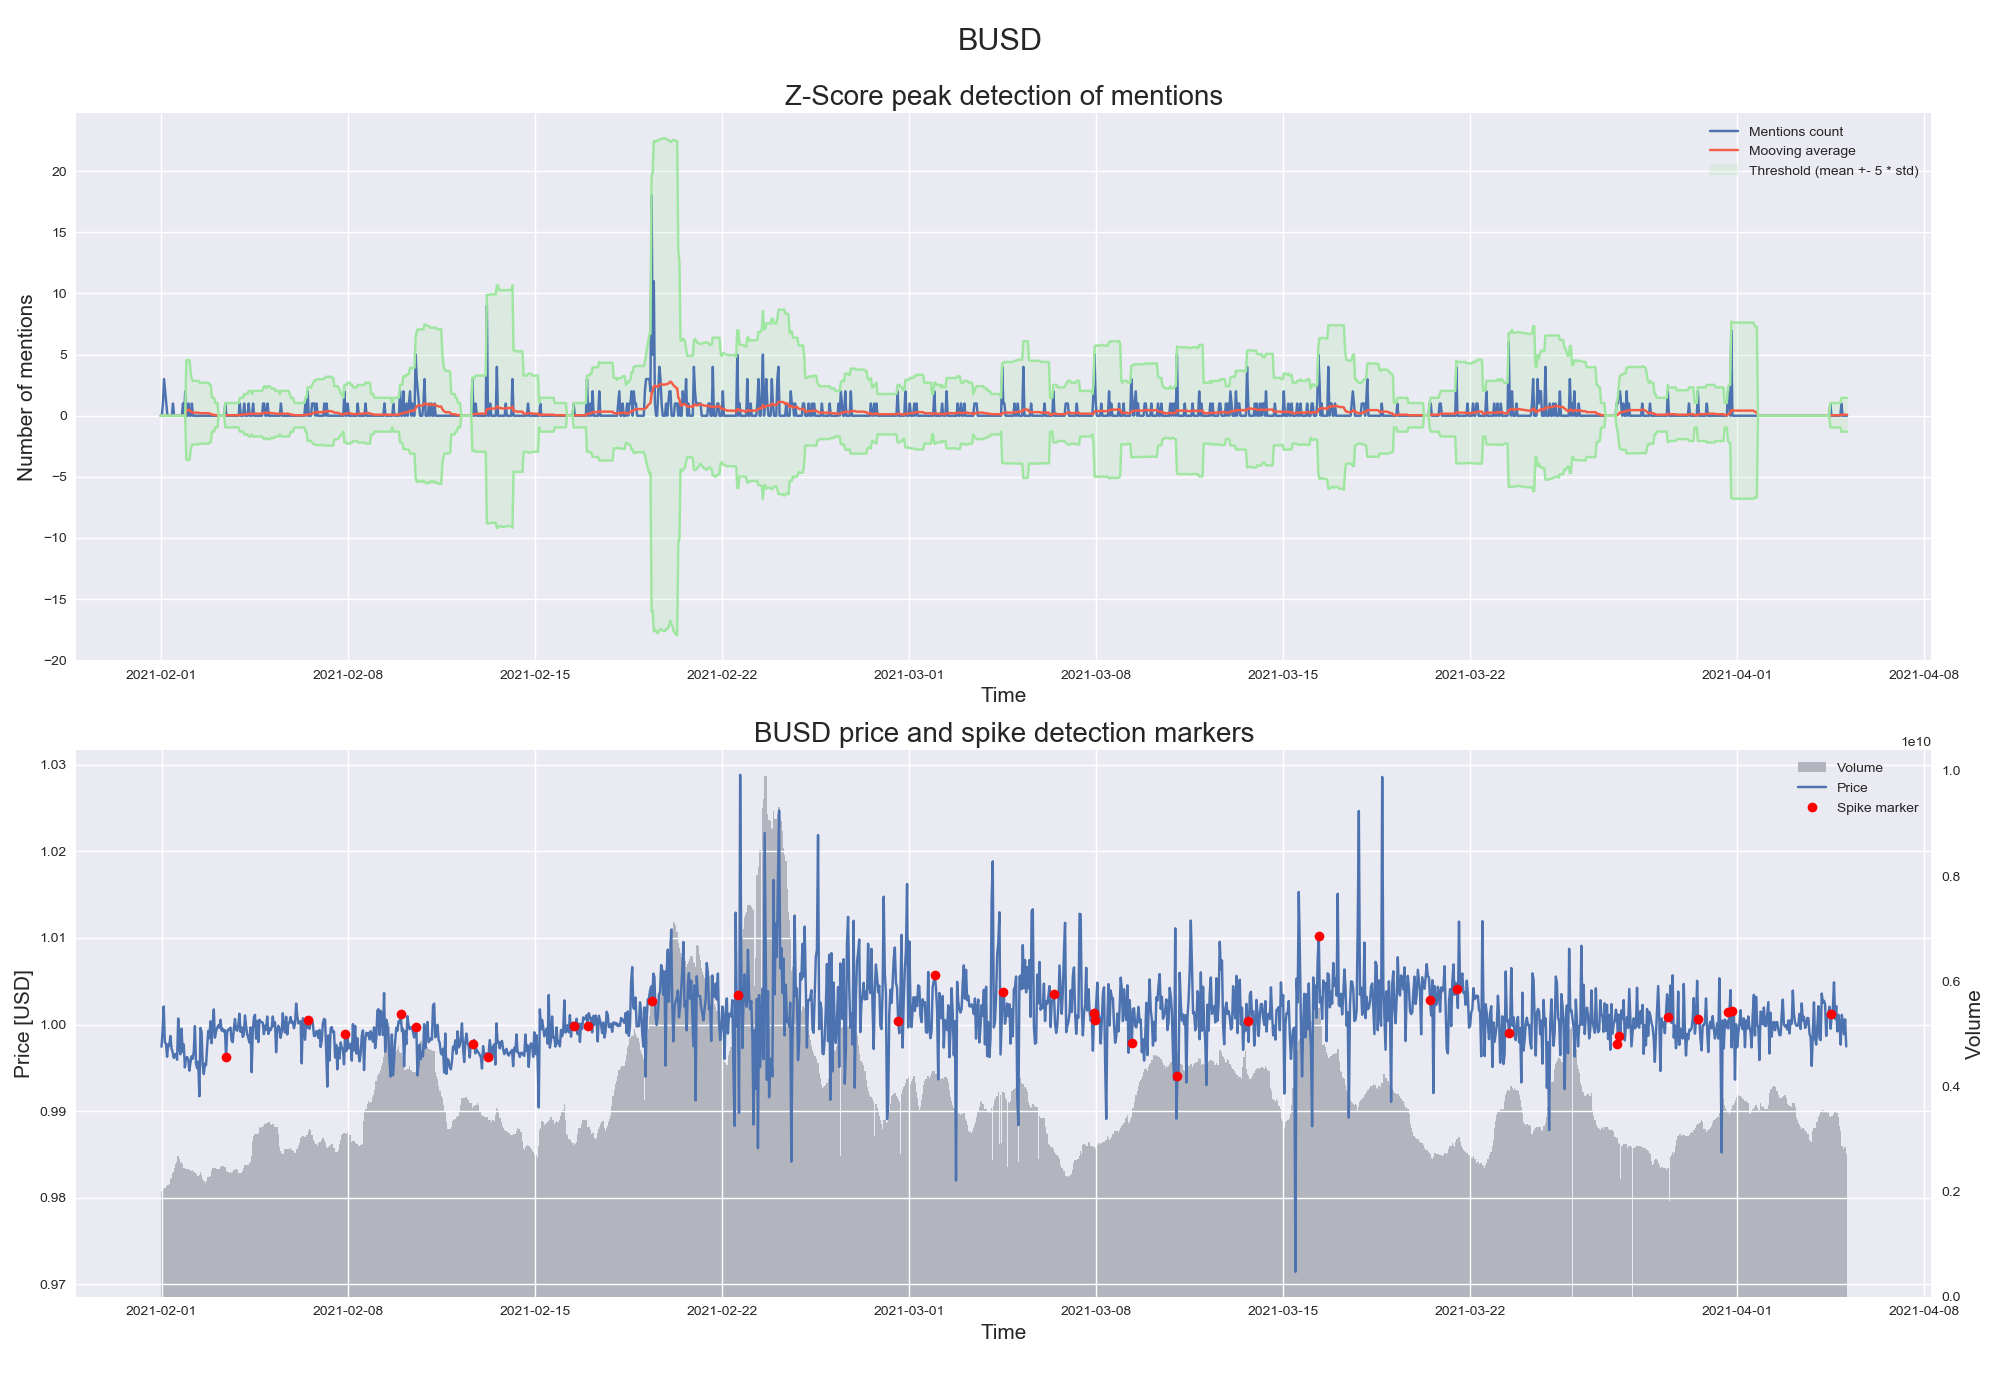 BUSD
Z-Score peak detection of mentions
Mentions count
Mooving average
Threshold (mean +- 5 * std)
Number of mentions
20
15
10
5
0
−5
−10
−15
−20
2021-02-01 2021-02-08 2021-02-15 2021-02-22 2021-03-01 2021-03-08 2021-03-15 2021-03-22 2021-04-01 2021-04-08
Time
BUSD price and spike detection markers
1e10
Volume
Price
Spike marker
Price [USD]
1.03
1.02
1.01
1.00
0.99
0.98
0.97
1.0
0.8
0.6
0.4
0.2
0.0
Volume
2021-02-01 2021-02-08 2021-02-15 2021-02-22 2021-03-01 2021-03-08 2021-03-15 2021-03-22 2021-04-01 2021-04-08
Time